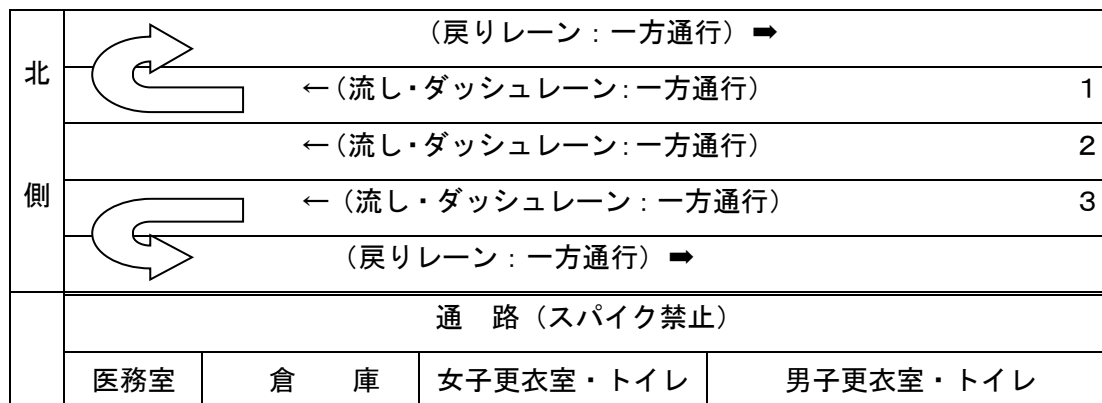 (戻りレーン：一方通行) ➡
北
←(流し・ダッシュレーン：一方通行) 1
←(流し・ダッシュレーン：一方通行) 2
側
←(流し・ダッシュレーン：一方通行) 3
(戻りレーン：一方通行) ➡
通　路（スパイク禁止）
医務室 倉　庫 女子更衣室・トイレ 男子更衣室・トイレ